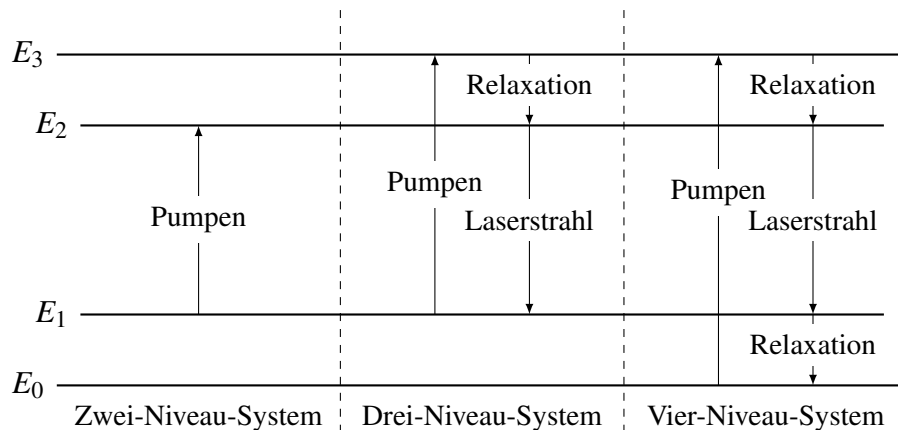 E3
Relaxation Relaxation
E2
Pumpen Pumpen
Pumpen Laserstrahl Laserstrahl
E1
Relaxation
E0
Zwei-Niveau-System Drei-Niveau-System Vier-Niveau-System